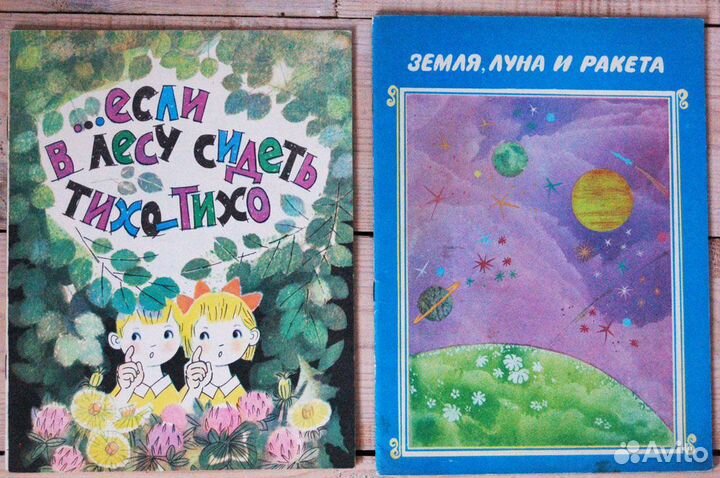 ...если
в лесу сидеть
тихо-тихо
ЗЕМЛЯ, ЛУНА И РАКЕТА
Avito